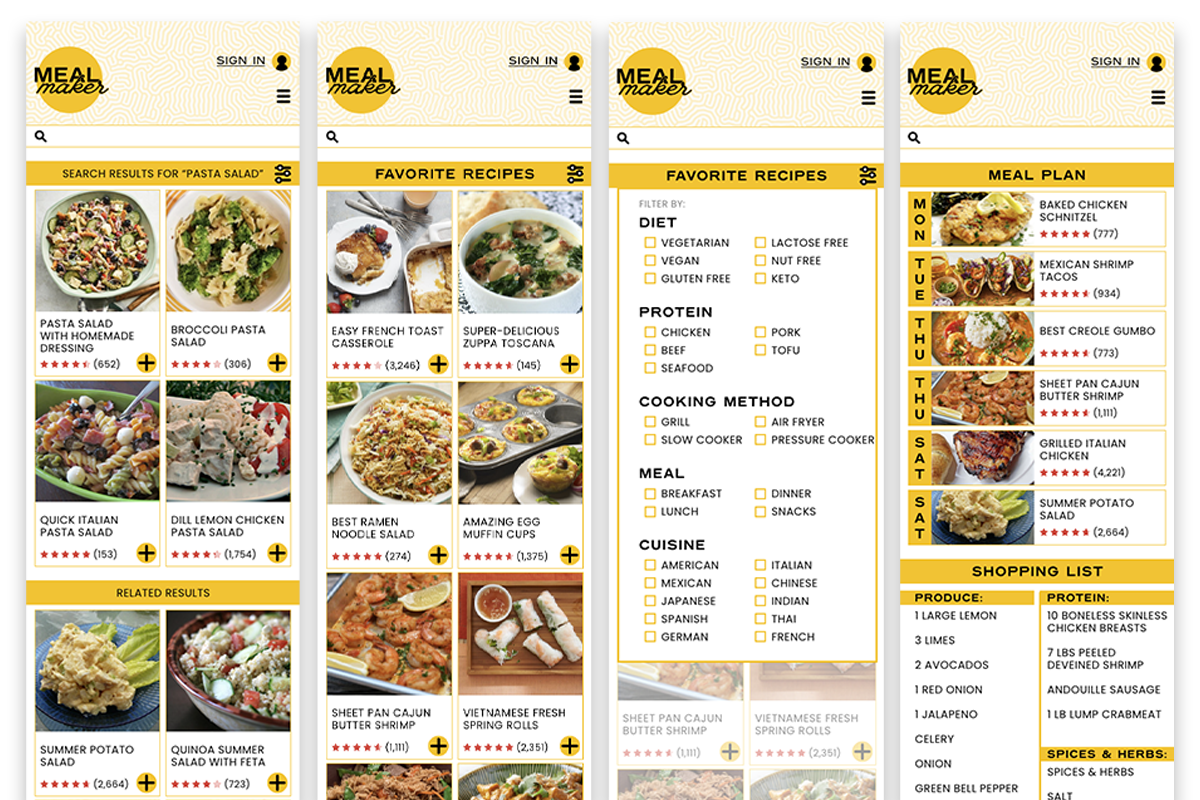 MEAL
maker
SIGN IN
SEARCH RESULTS FOR “PASTA SALAD”
PASTA SALAD
WITH HOMEMADE
DRESSING
(652)
BROCCOLI PASTA
SALAD
(306)
QUICK ITALIAN
PASTA SALAD
(153)
DILL LEMON CHICKEN
PASTA SALAD
(1,754)
RELATED RESULTS
SUMMER POTATO
SALAD
(2,664)
QUINOA SUMMER
SALAD WITH FETA
(723)
MEAL
maker
SIGN IN
FAVORITE RECIPES
EASY FRENCH TOAST
CASSEROLE
(3,246)
SUPER-DELICIOUS
ZUPPA TOSCANA
(145)
BEST RAMEN
NOODLE SALAD
(274)
AMAZING EGG
MUFFIN CUPS
(1,375)
SHEET PAN CAJUN
BUTTER SHRIMP
(1,111)
VIETNAMESE FRESH
SPRING ROLLS
(2,351)
MEAL
maker
SIGN IN
FAVORITE RECIPES
FILTER BY:
DIET
VEGETARIAN
LACTOSE FREE
VEGAN
NUT FREE
GLUTEN FREE
KETO
PROTEIN
CHICKEN
PORK
BEEF
TOFU
SEAFOOD
COOKING METHOD
GRILL
AIR FRYER
SLOW COOKER
PRESSURE COOKER
MEAL
BREAKFAST
DINNER
LUNCH
SNACKS
CUISINE
AMERICAN
ITALIAN
MEXICAN
CHINESE
JAPANESE
INDIAN
SPANISH
THAI
GERMAN
FRENCH
SHEET PAN CAJUN
BUTTER SHRIMP
(1,111)
VIETNAMESE FRESH
SPRING ROLLS
(2,351)
MEAL
maker
SIGN IN
MEAL PLAN
MON
BAKED CHICKEN
SCHNITZEL
(777)
TUE
MEXICAN SHRIMP
TACOS
(934)
THU
BEST CREOLE GUMBO
(773)
THU
SHEET PAN CAJUN
BUTTER SHRIMP
(1,111)
SAT
GRILLED ITALIAN
CHICKEN
(4,221)
SAT
SUMMER POTATO
SALAD
(2,664)
SHOPPING LIST
PRODUCE:
1 LARGE LEMON
3 LIMES
2 AVOCADOS
1 RED ONION
1 JALAPENO
CELERY
ONION
GREEN BELL PEPPER
PROTEIN:
10 BONELESS SKINLESS
CHICKEN BREASTS
7 LBS PEELED
DEVEINED SHRIMP
ANDOUILLE SAUSAGE
1 LB LUMP CRABMEAT
SPICES & HERBS:
SPICES & HERBS
SALT